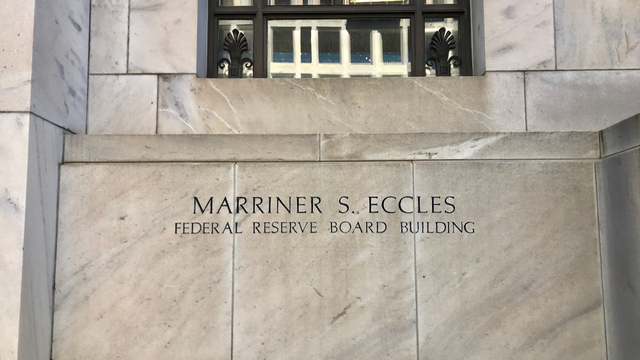 MARRINER S. ECCLES
FEDERAL RESERVE BOARD BUILDING